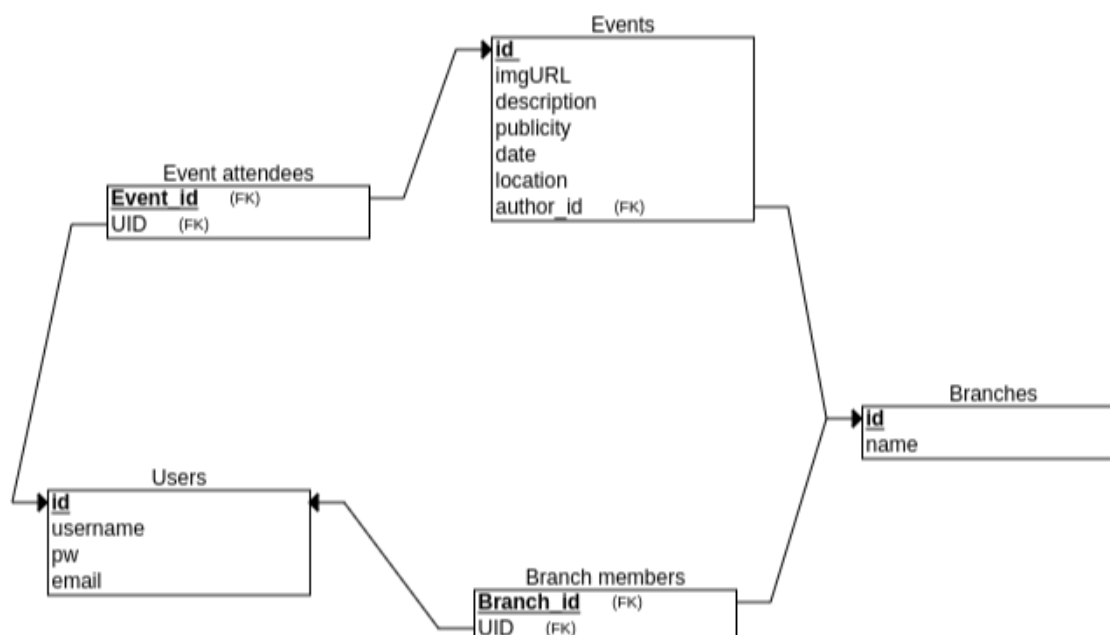 Events
id
imgURL
description
publicity
date
location
author_id (FK)
Event attendees
Event_id (FK)
UID (FK)
Branches
id
name
Users
id
username
pw
email
Branch members
Branch_id (FK)
UID (FK)